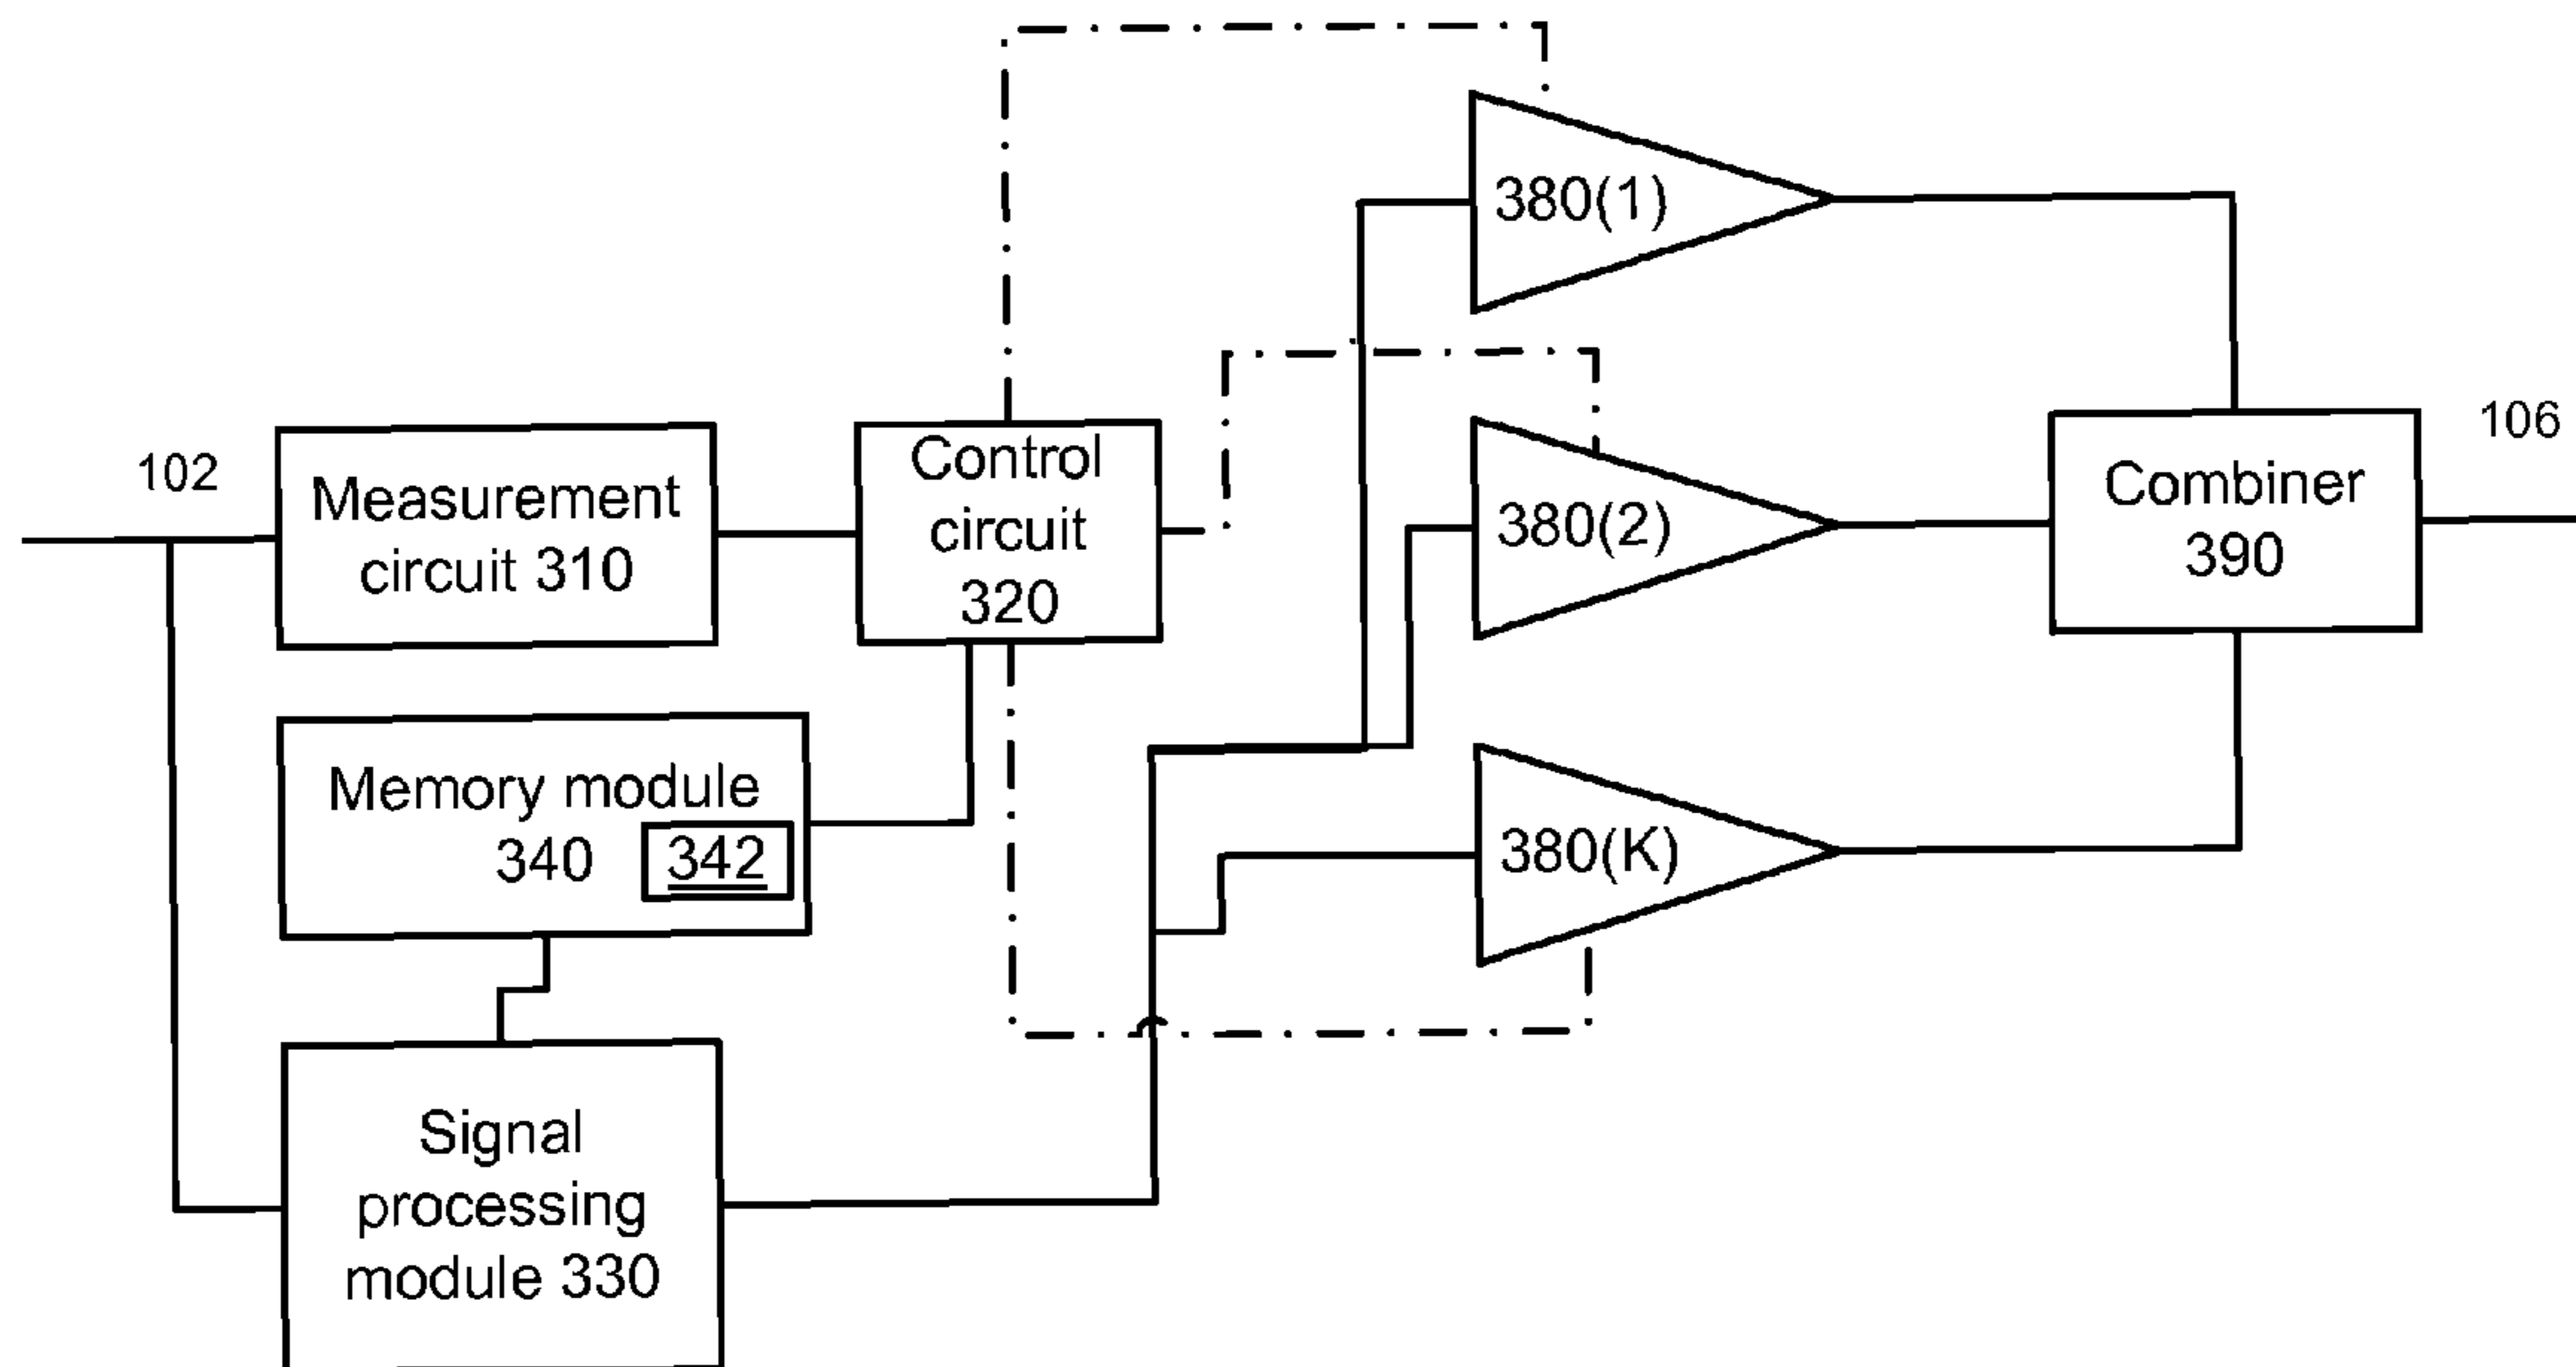 380(1)
102
Measurement
circuit 310
Control
circuit
320
380(2)
Combiner
390
106
Memory module
340
342
380(K)
Signal
processing
module 330